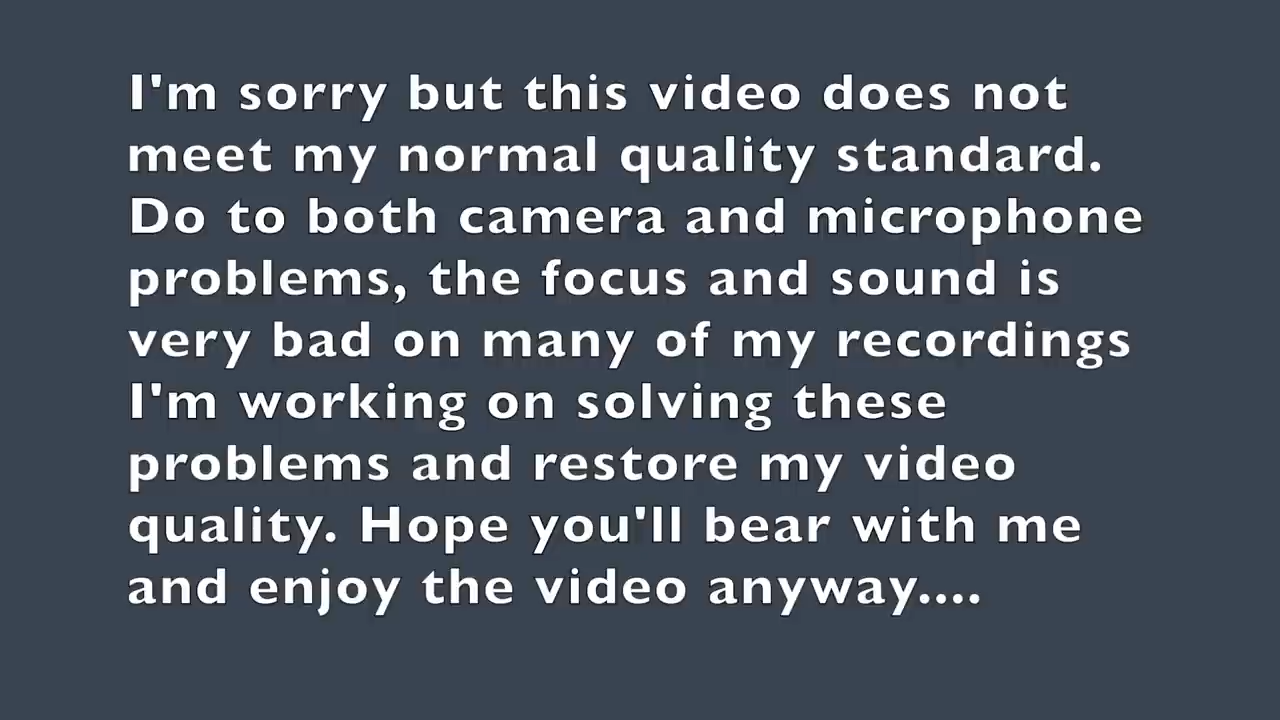 I'm sorry but this video does not
meet my normal quality standard.
Do to both camera and microphone
problems, the focus and sound is
very bad on many of my recordings
I'm working on solving these
problems and restore my video
quality. Hope you'll bear with me
and enjoy the video anyway....